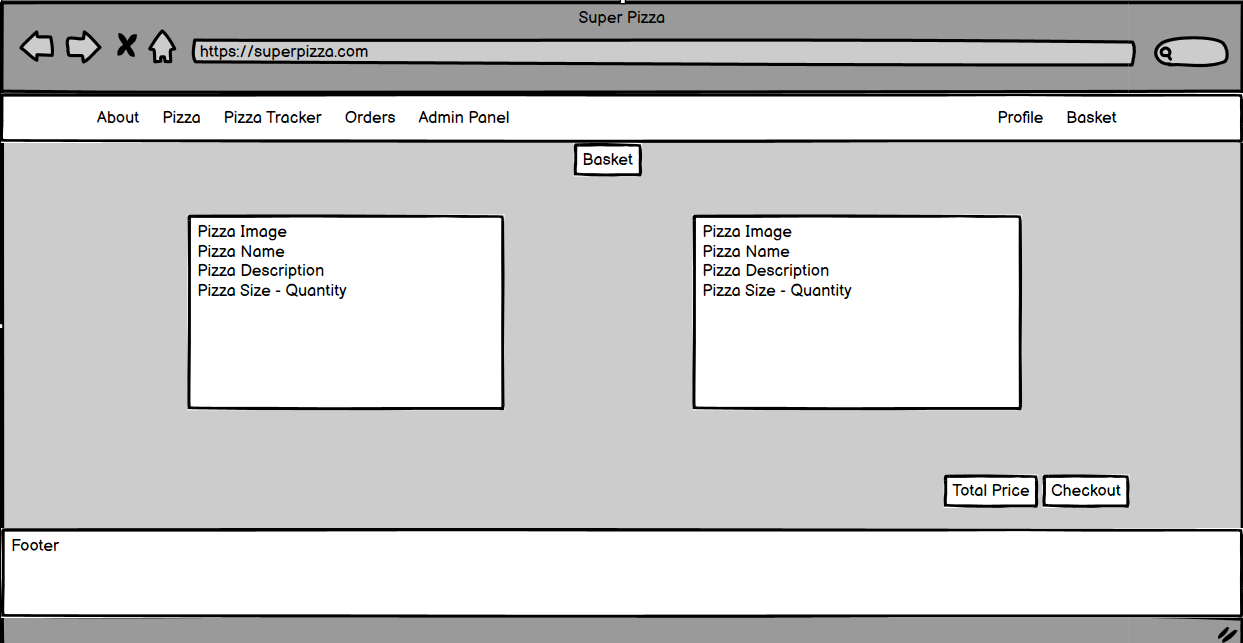 Super Pizza
https://superpizza.com
About Pizza Pizza Tracker Orders Admin Panel Profile Basket
Basket
Pizza Image
Pizza Name
Pizza Description
Pizza Size - Quantity
Pizza Image
Pizza Name
Pizza Description
Pizza Size - Quantity
Total Price Checkout
Footer